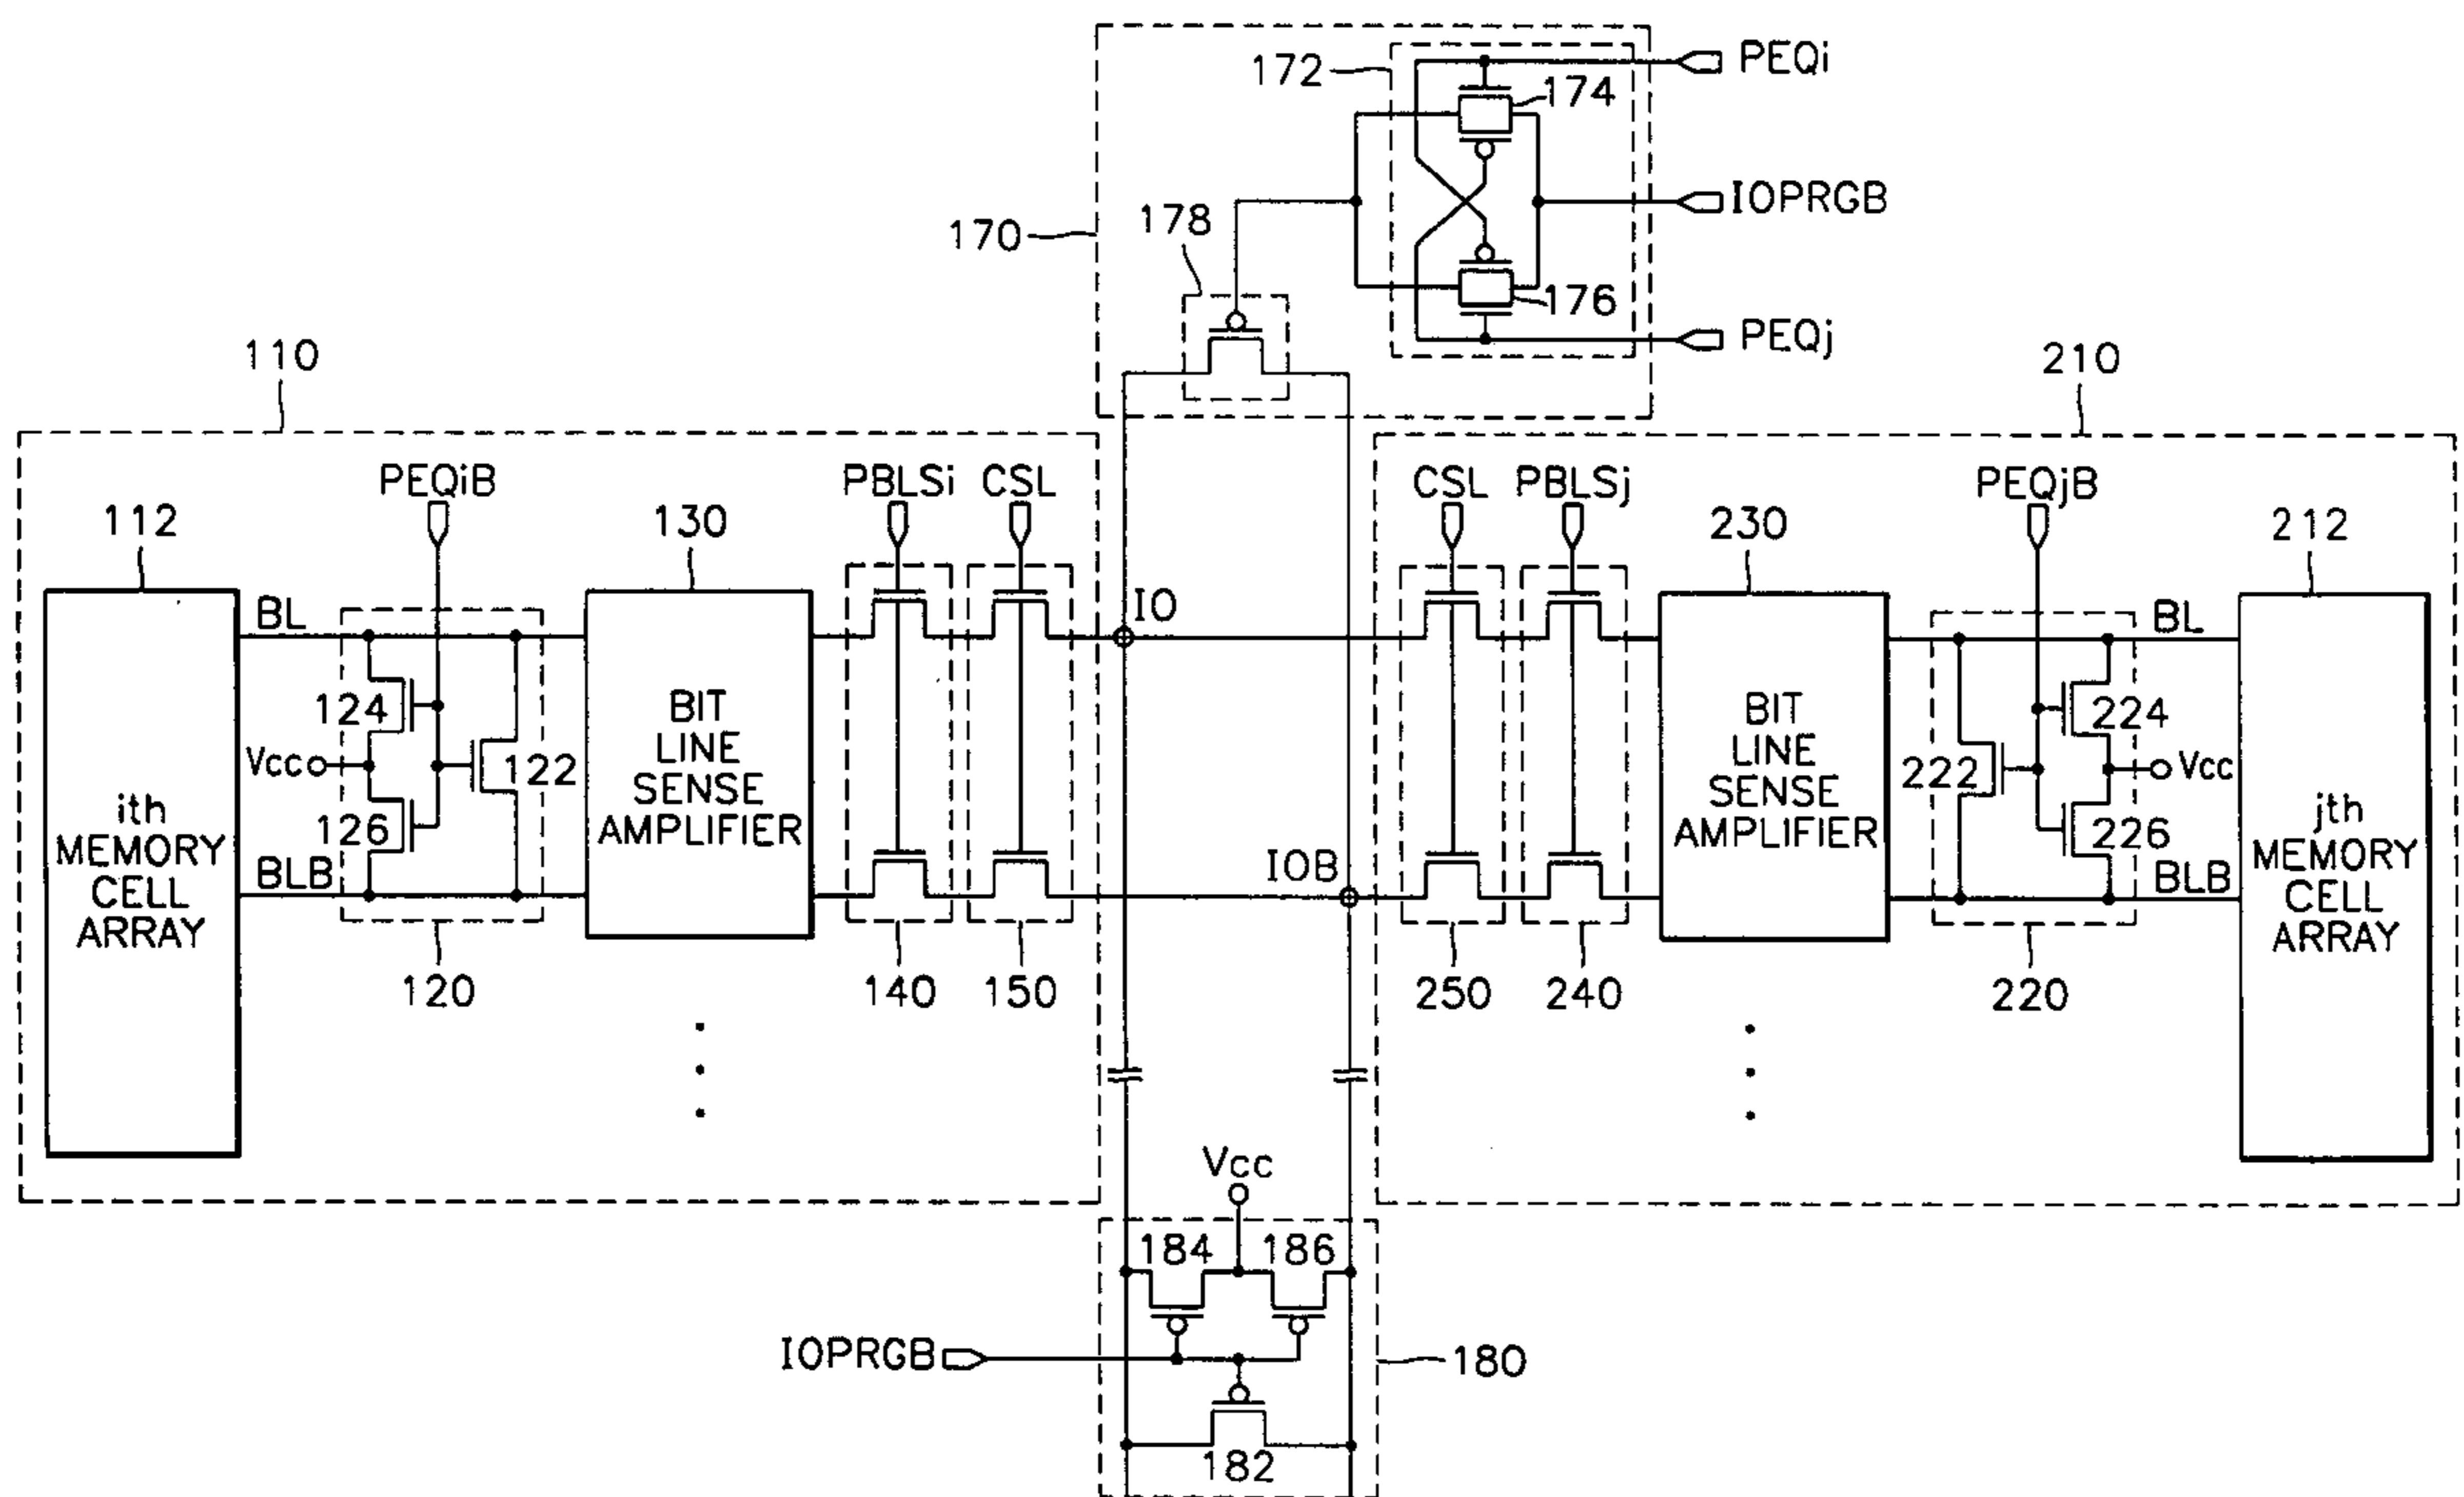 172
PEQi
174
170
178
IOPRGB
176
PEQj
110
210
112
PEQiB
130
PBLSi
CSL
CSL
PBLSj
230
PEQjB
212
BL
IO
BL
124
Vcc
122
126
BLB
ith
MEMORY
CELL
ARRAY
BIT
LINE
SENSE
AMPLIFIER
IOB
BIT
LINE
SENSE
AMPLIFIER
224
222
Vcc
226
BLB
jth
MEMORY
CELL
ARRAY
120
140
150
250
240
220
Vcc
184
186
IOPRGB
180
182